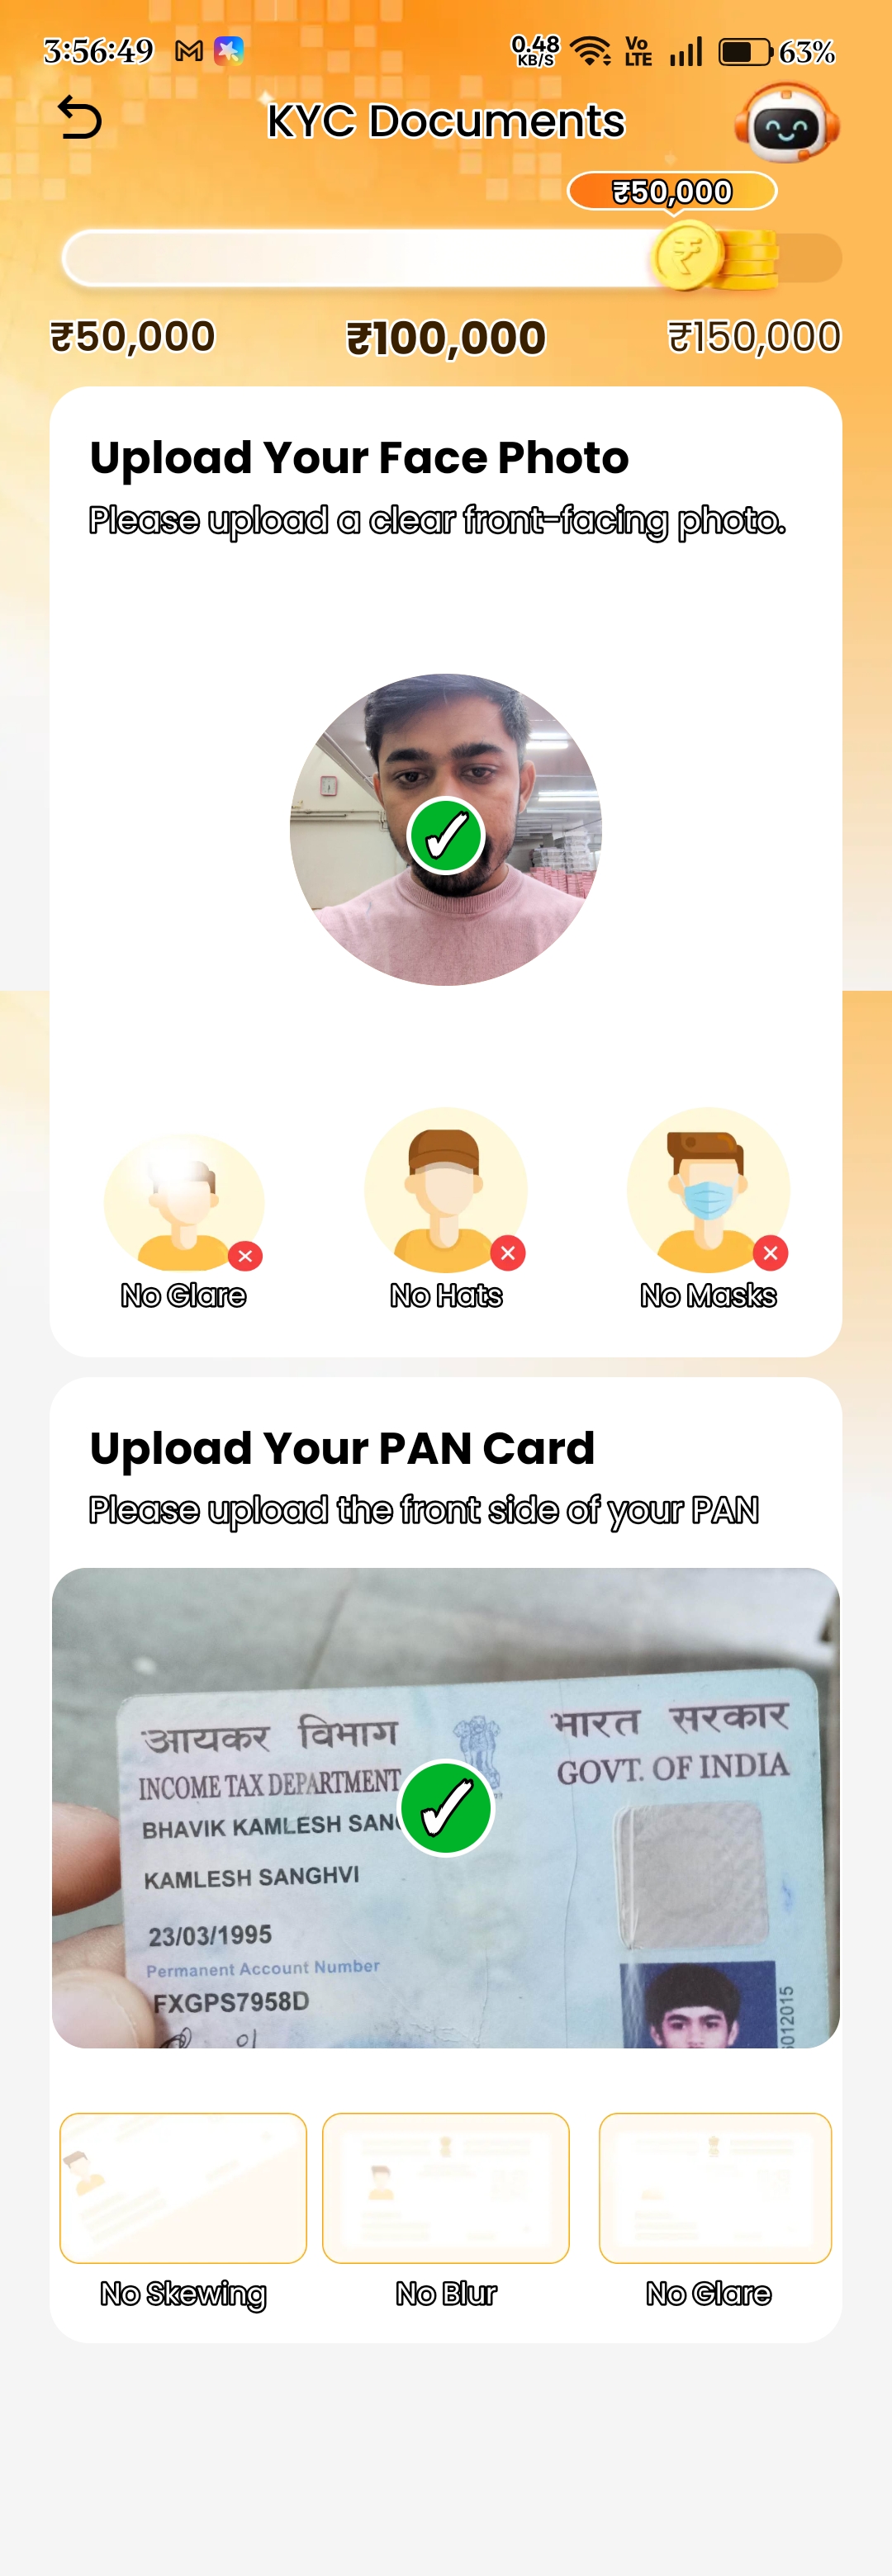 3:56:49
0.48 KB/S
Vo LTE
63%
KYC Documents
₹50,000
₹50,000 ₹100,000 ₹150,000
Upload Your Face Photo
Please upload a clear front-facing photo.
No Glare No Hats No Masks
Upload Your PAN Card
Please upload the front side of your PAN
आयकर विभाग भारत सरकार
INCOME TAX DEPARTMENT GOVT. OF INDIA
BHAVIK KAMLESH
KAMLESH SANGHVI
23/03/1995
Permanent Account Number
FXGPS7958D
No Skewing No Blur No Glare